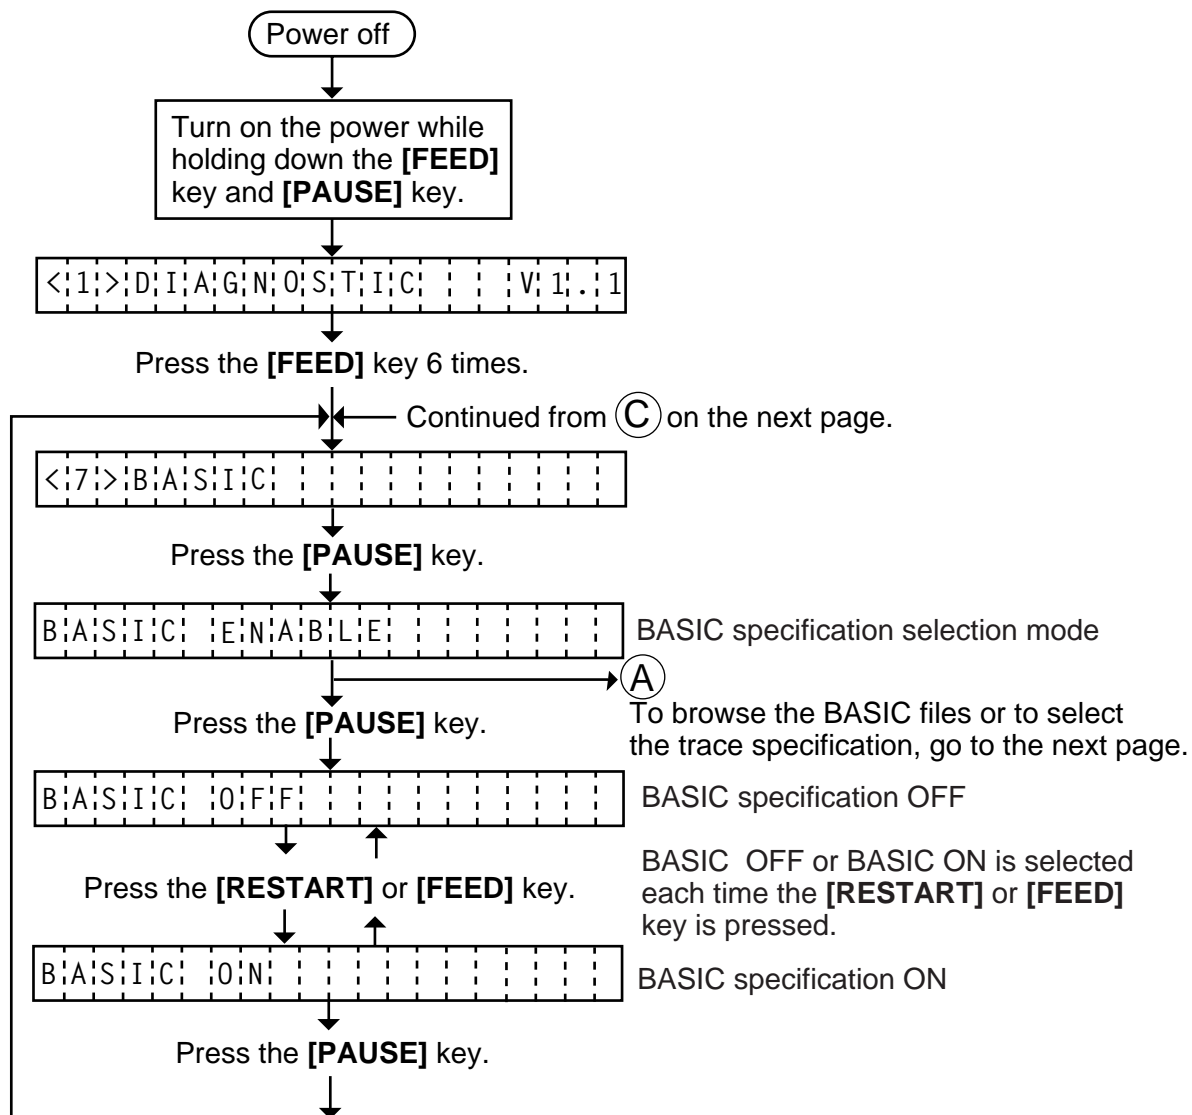 Power off
Turn on the power while
holding down the [FEED]
key and [PAUSE] key.
<1>DIAGNOSTIC   V1.1
Press the [FEED] key 6 times.
Continued from C on the next page.
<7>BASIC
Press the [PAUSE] key.
BASIC ENABLE
BASIC specification selection mode
A
Press the [PAUSE] key.
To browse the BASIC files or to select
the trace specification, go to the next page.
BASIC OFF
BASIC specification OFF
Press the [RESTART] or [FEED] key.
BASIC  OFF or BASIC ON is selected
each time the [RESTART] or [FEED]
key is pressed.
BASIC ON
BASIC specification ON
Press the [PAUSE] key.